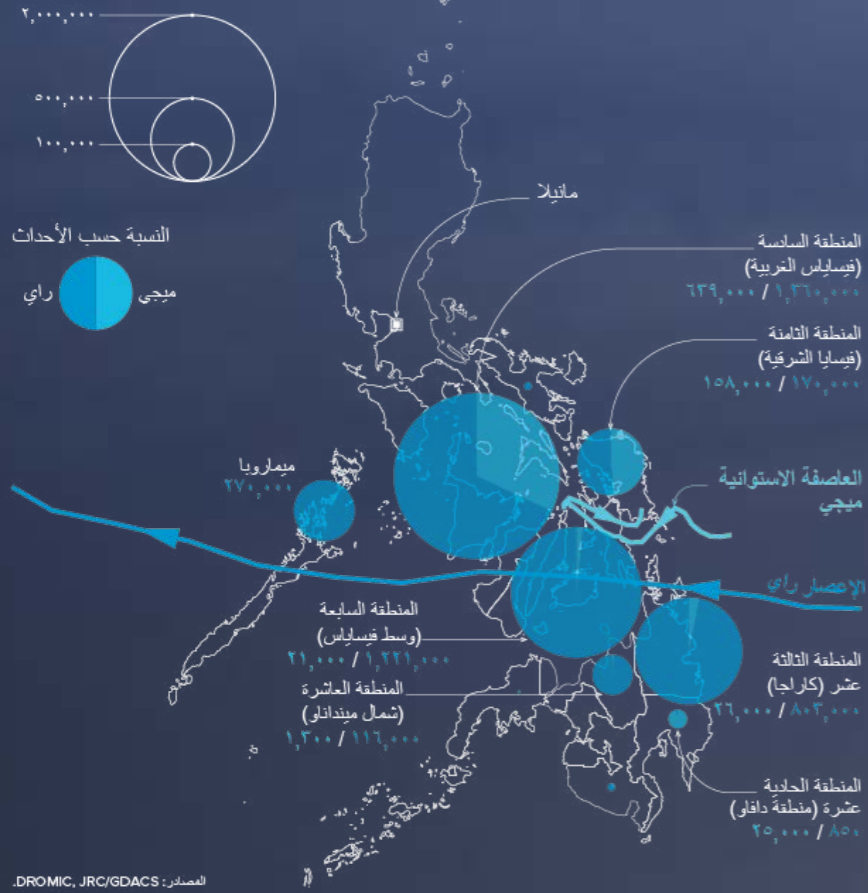 ٢,٠٠٠,٠٠٠
٥٠٠,٠٠٠
١٠٠,٠٠٠
مانيلا
النسبة حسب الأحداث
ميجي
راي
المنطقة السادسة
(فيساياس الغربية)
٦٣٩,٠٠٠ / ١,٣٦٠,٠٠٠
المنطقة الثامنة
(فيسايا الشرقية)
١٥٨,٠٠٠ / ١٧٠,٠٠٠
ميماروبا
٢٧٠,٠٠٠
العاصفة الاستوائية
ميجي
الإعصار راي
المنطقة السابعة
(وسط فيساياس)
٢١,٠٠٠ / ١,٢٢١,٠٠٠
المنطقة العاشرة
(شمال مينداناو)
١,٣٠٠ / ١١٦,٠٠٠
المنطقة الثالثة
عشر (كاراجا)
٢٦,٠٠٠ / ٨٠٣,٠٠٠
المنطقة الحادية
عشرة (منطقة دافاو)
٢٥,٠٠٠ / ٨٥٠
المصادر: DROMIC, JRC/GDACS.